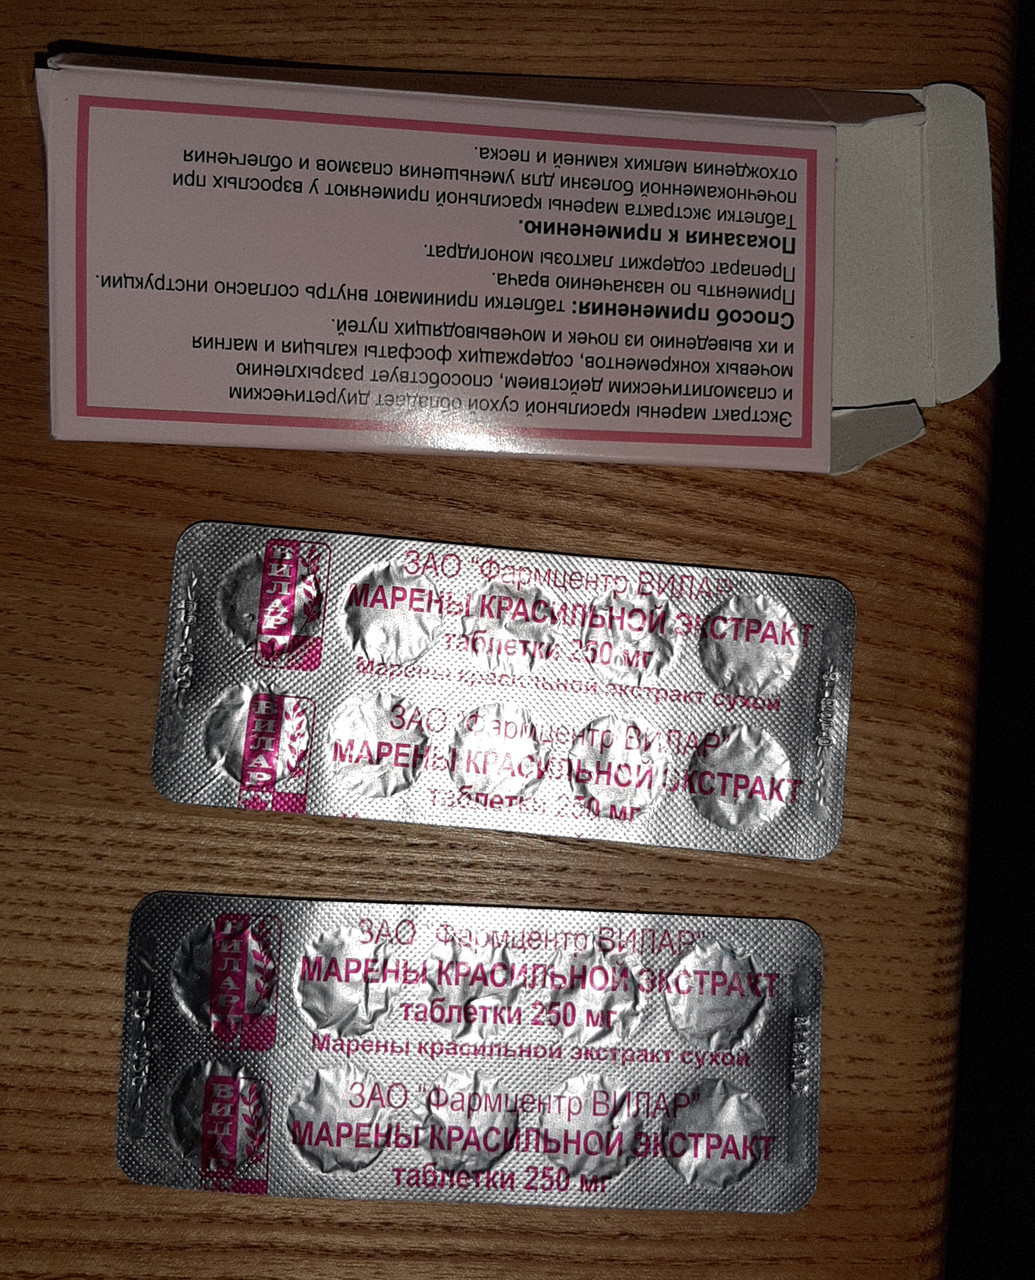 Экстракт марены красильной сухой обладает диуретическим
и спазмолитическим действием, способствует разрыхлению
мочевых конкрементов, содержащих фосфаты кальция и магния
и их выведению из почек и мочевыводящих путей.
Способ применения: таблетки принимают внутрь согласно инструкции.
Применять по назначению врача.
Препарат содержит лактозы моногидрат.
Показания к применению.
Таблетки экстракта марены красильной применяют у взрослых при
почечнокаменной болезни для уменьшения спазмов и облегчения
отхождения мелких камней и песка.
ВИЛАР
ЗАО "Фармцентр ВИЛАР"
МАРЕНЫ КРАСИЛЬНОЙ ЭКСТРАКТ
таблетки 250 мг
Марены красильной экстракт сухой
ВИЛАР
ЗАО "Фармцентр ВИЛАР"
МАРЕНЫ КРАСИЛЬНОЙ ЭКСТРАКТ
таблетки 250 мг
ВИЛАР
"ЗАО "Фармцентр ВИЛАР"
МАРЕНЫ КРАСИЛЬНОЙ ЭКСТРАКТ
таблетки 250 мг
Марены красильной экстракт сухой
ВИЛАР
ЗАО "Фармцентр ВИЛАР"
МАРЕНЫ КРАСИЛЬНОЙ ЭКСТРАКТ
таблетки 250 мг